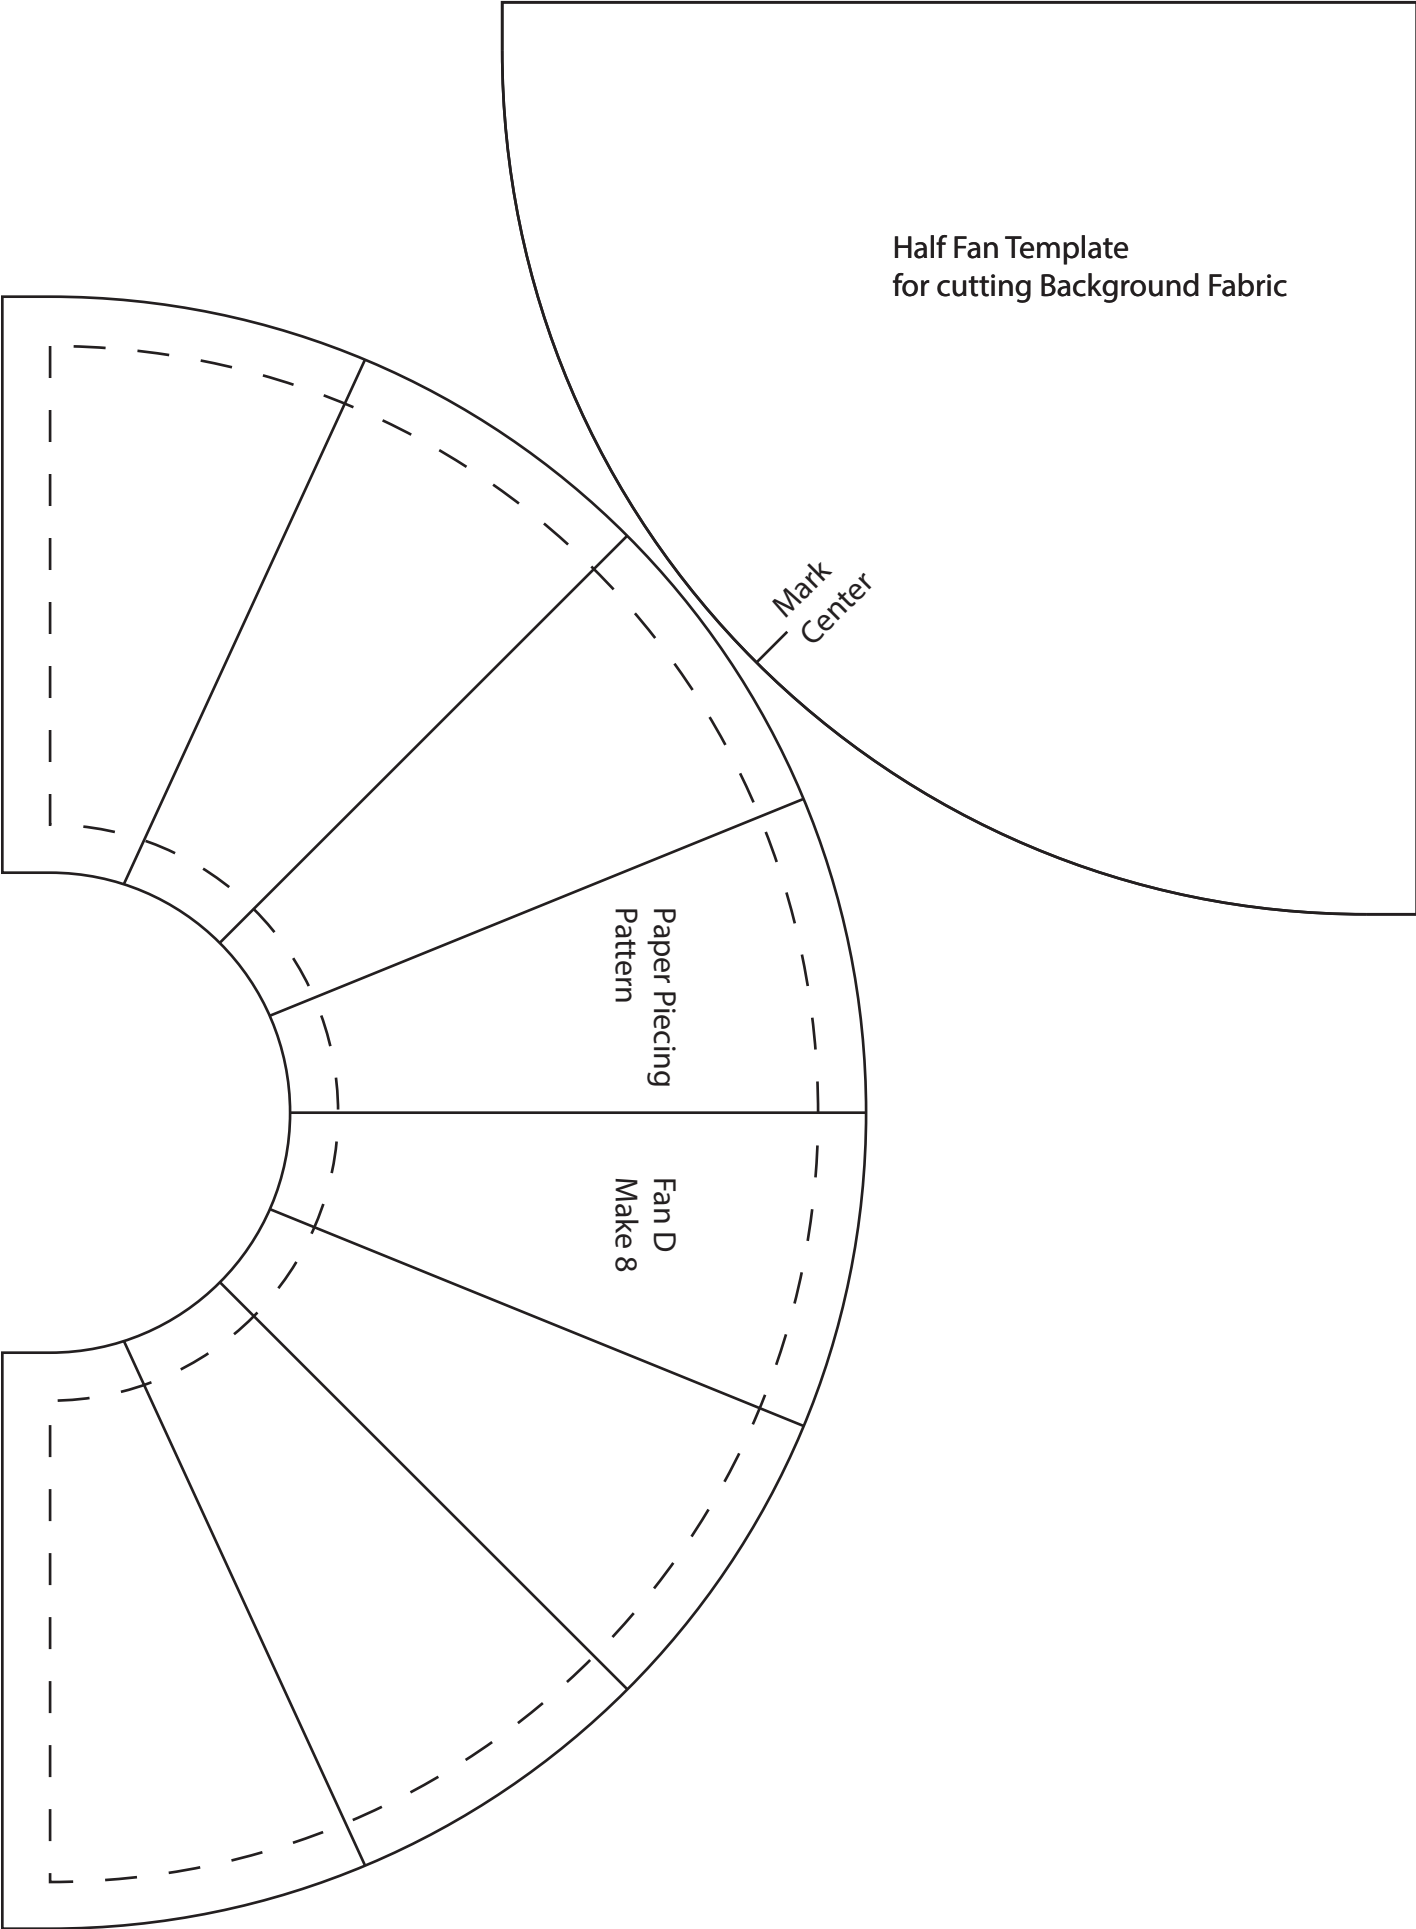 Half Fan Template
for cutting Background Fabric
Mark
Center
Paper Piecing
Pattern
Fan D
Make 8